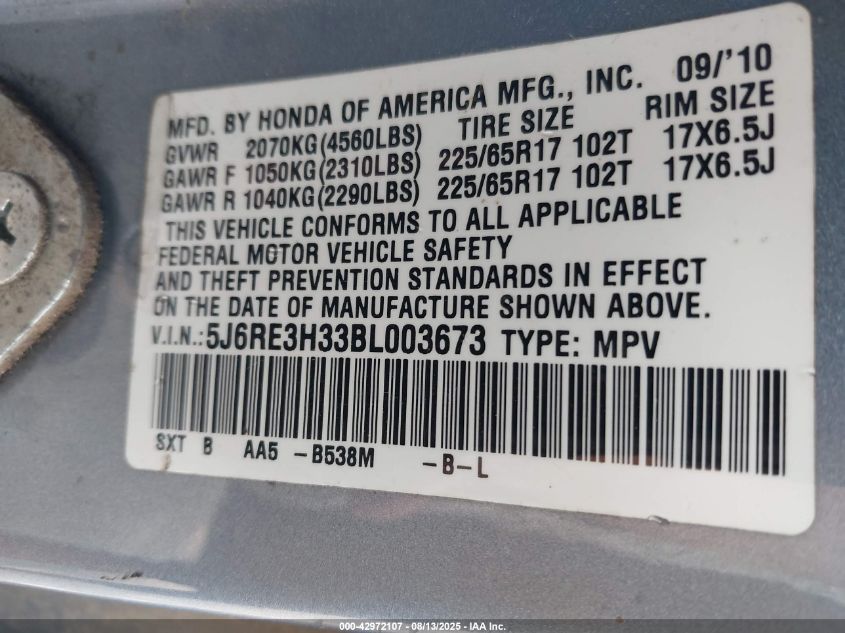 MFD. BY HONDA OF AMERICA MFG., INC. 09/'10
GVWR 2070KG(4560LBS) TIRE SIZE RIM SIZE
GAWR F 1050KG(2310LBS) 225/65R17 102T 17X6.5J
GAWR R 1040KG(2290LBS) 225/65R17 102T 17X6.5J
THIS VEHICLE CONFORMS TO ALL APPLICABLE
FEDERAL MOTOR VEHICLE SAFETY
AND THEFT PREVENTION STANDARDS IN EFFECT
ON THE DATE OF MANUFACTURE SHOWN ABOVE.
V.I.N.:5J6RE3H33BL003673 TYPE: MPV
SXT B AA5 -B538M -B-L
000-42972107 - 08/13/2025 - IAA Inc.